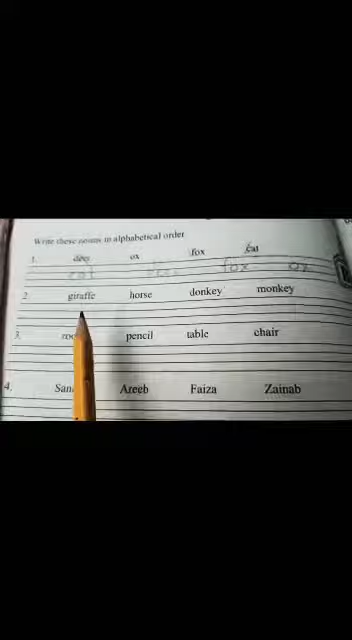 Write these nouns in alphabetical order
1. deer ox fox cat
cat fox ox
2 giraffe horse donkey monkey
3. pencil table chair
4. Areeb Faiza Zainab